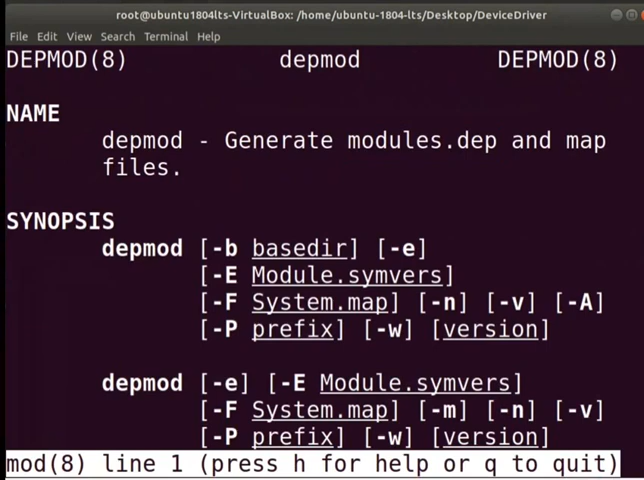 root@ubuntu1804lts-VirtualBox: /home/ubuntu-1804-lts/Desktop/DeviceDriver
File Edit View Search Terminal Help
DEPMOD(8) depmod DEPMOD(8)
NAME
depmod - Generate modules.dep and map
files.
SYNOPSIS
depmod [-b basedir] [-e]
[-E Module.symvers]
[-F System.map] [-n] [-v] [-A]
[-P prefix] [-w] [version]
depmod [-e] [-E Module.symvers]
[-F System.map] [-m] [-n] [-v]
[-P prefix] [-w] [version]
mod(8) line 1 (press h for help or q to quit)